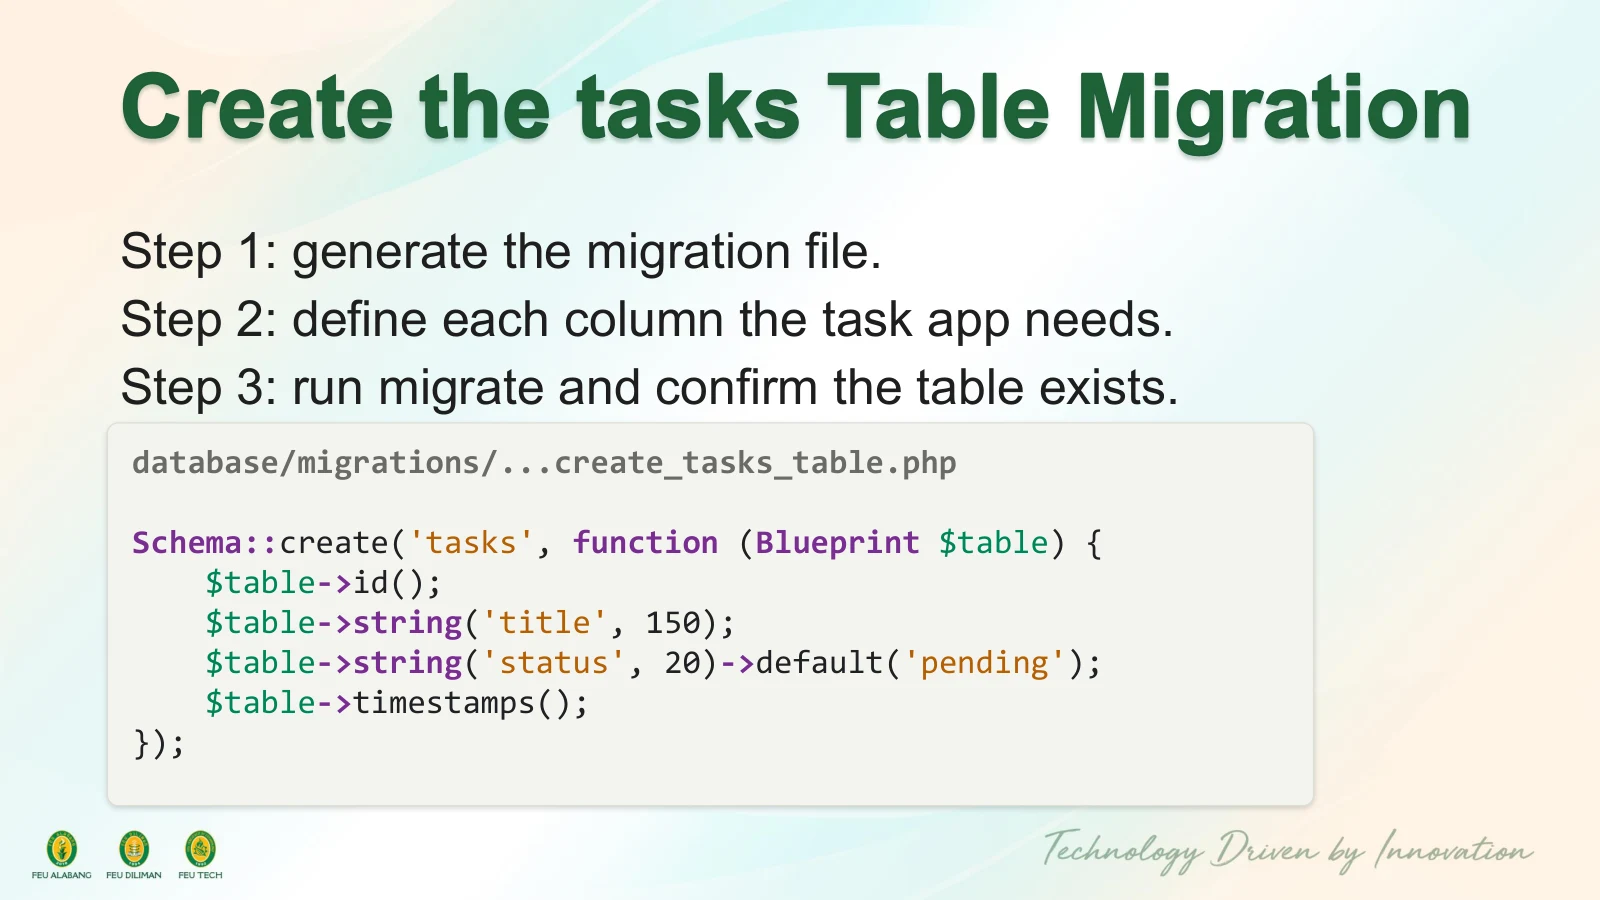 Create the tasks Table Migration
Step 1: generate the migration file.
Step 2: define each column the task app needs.
Step 3: run migrate and confirm the table exists.
database/migrations/...create_tasks_table.php
Schema::create('tasks', function (Blueprint $table) {
    $table->id();
    $table->string('title', 150);
    $table->string('status', 20)->default('pending');
    $table->timestamps();
});
FEU ALABANG FEU DILIMAN FEU TECH
Technology Driven by Innovation